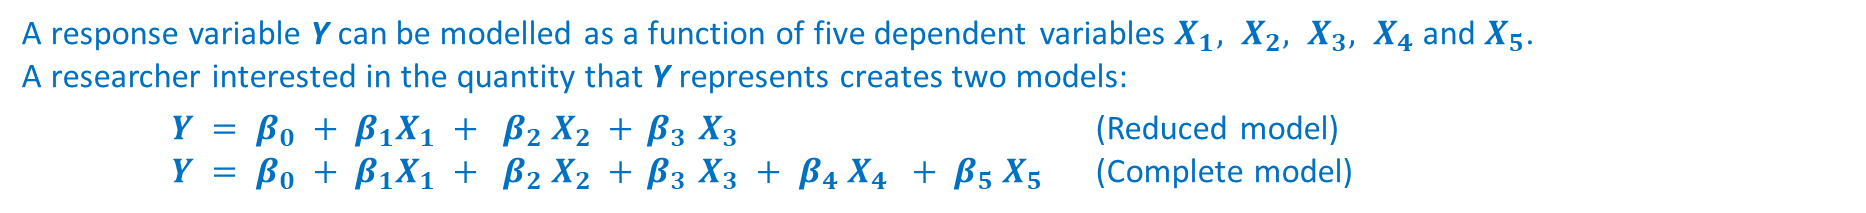 A response variable Y can be modelled as a function of five dependent variables X₁, X₂, X₃, X₄ and X₅.
A researcher interested in the quantity that Y represents creates two models:
Y = β₀ + β₁X₁ + β₂ X₂ + β₃ X₃ (Reduced model)
Y = β₀ + β₁X₁ + β₂ X₂ + β₃ X₃ + β₄ X₄ + β₅ X₅ (Complete model)